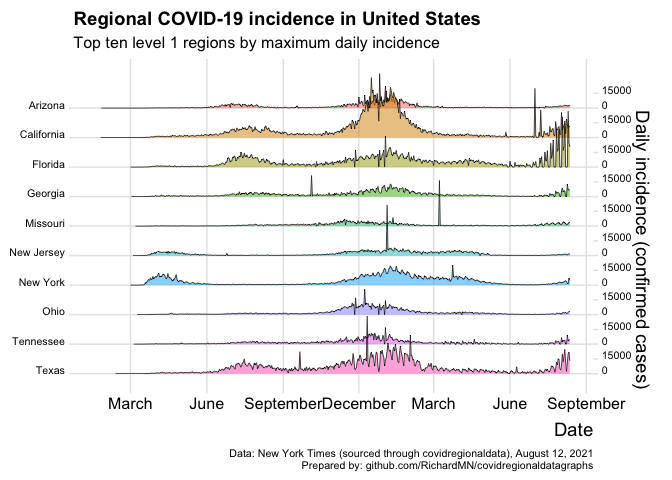 Regional COVID-19 incidence in United States
Top ten level 1 regions by maximum daily incidence
Arizona
15000
0
California
15000
0
Florida
15000
0
Georgia
15000
0
Missouri
15000
0
New Jersey
15000
0
New York
15000
0
Ohio
15000
0
Tennessee
15000
0
Texas
15000
0
Daily incidence (confirmed cases)
March June September December March June September
Date
Data: New York Times (sourced through covidregionaldata), August 12, 2021
Prepared by: github.com/RichardMN/covidregionaldatagraphs